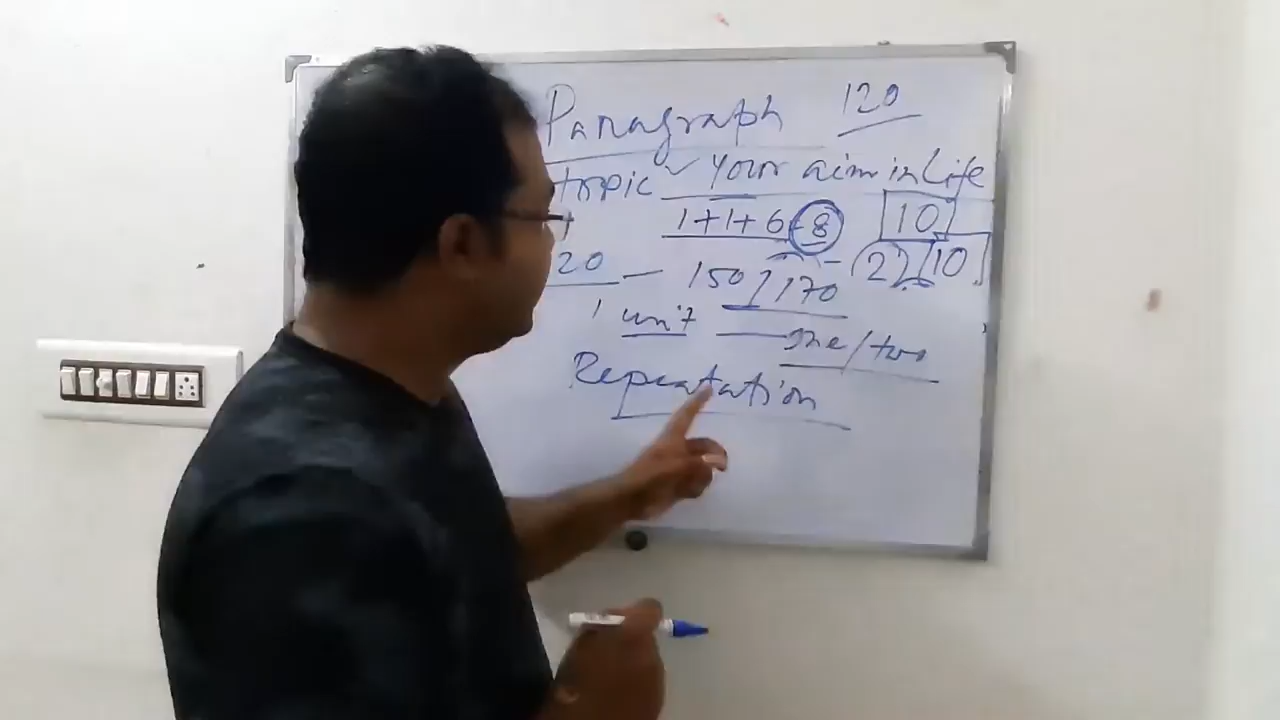 Paragraph 120
tropic - Your aim in Life
1+1+6 8 10
20 - 150/170 (2) 10
1 unit — one/two
Repeatation